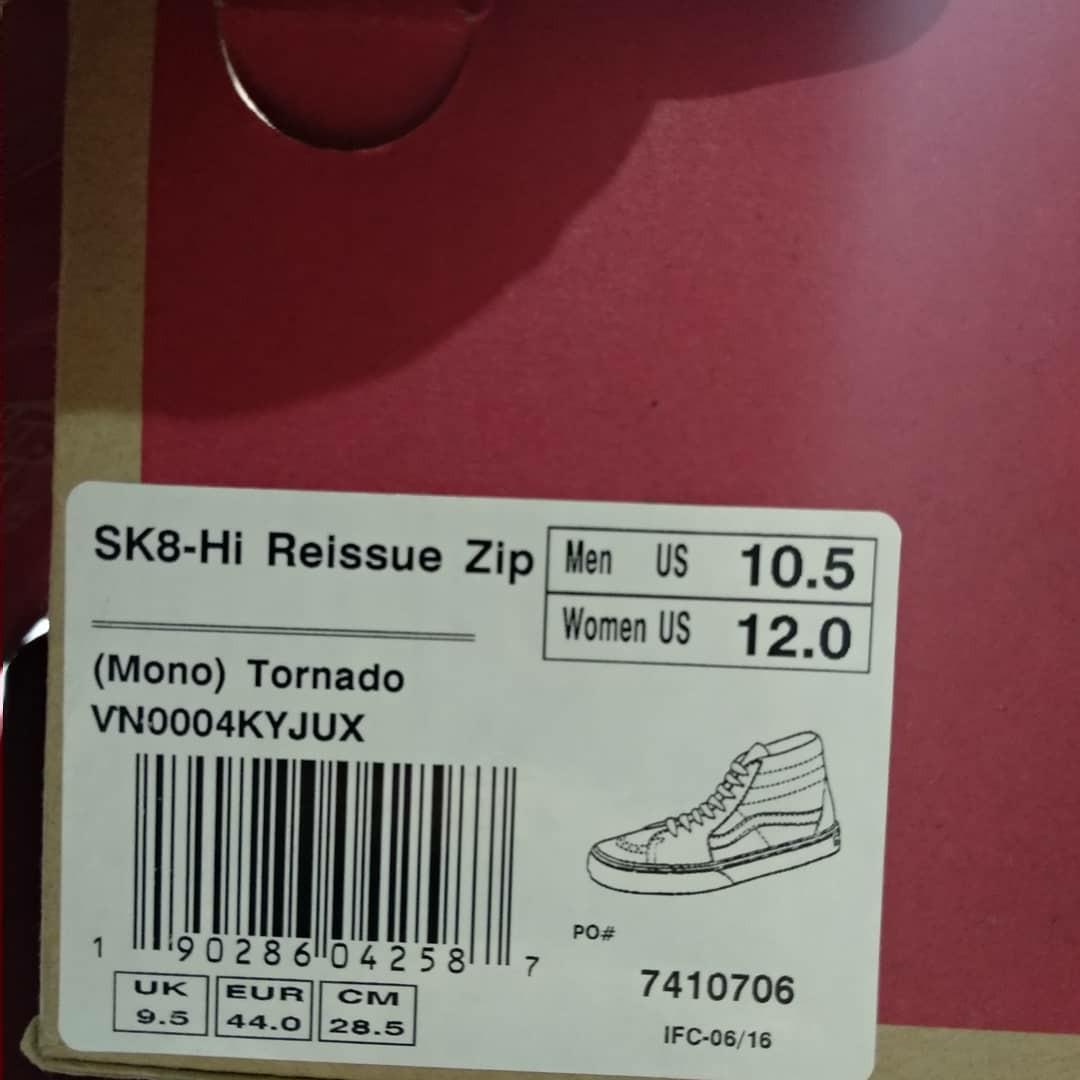 SK8-Hi Reissue Zip
Men US 10.5
Women US 12.0
(Mono) Tornado
VN0004KYJUX
1 90286 04258 7
UK EUR CM
9.5 44.0 28.5
PO#
7410706
IFC-06/16